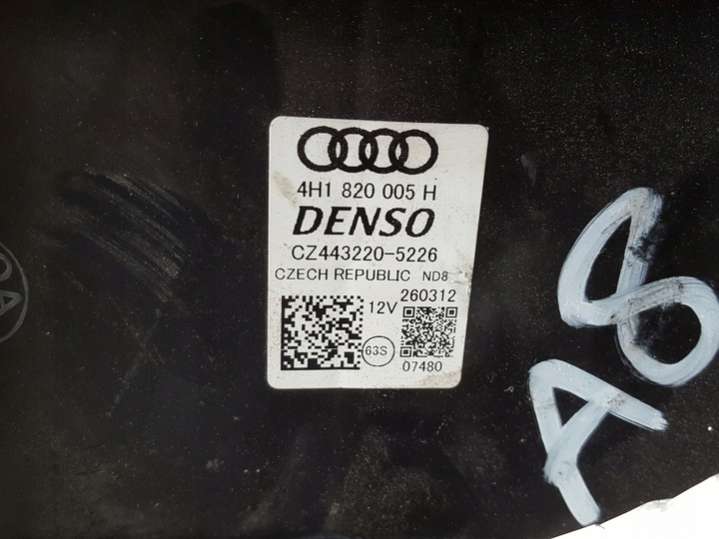 4H1 820 005 H
DENSO
CZ443220-5226
CZECH REPUBLIC ND8
12V
260312
63S
07480
A8